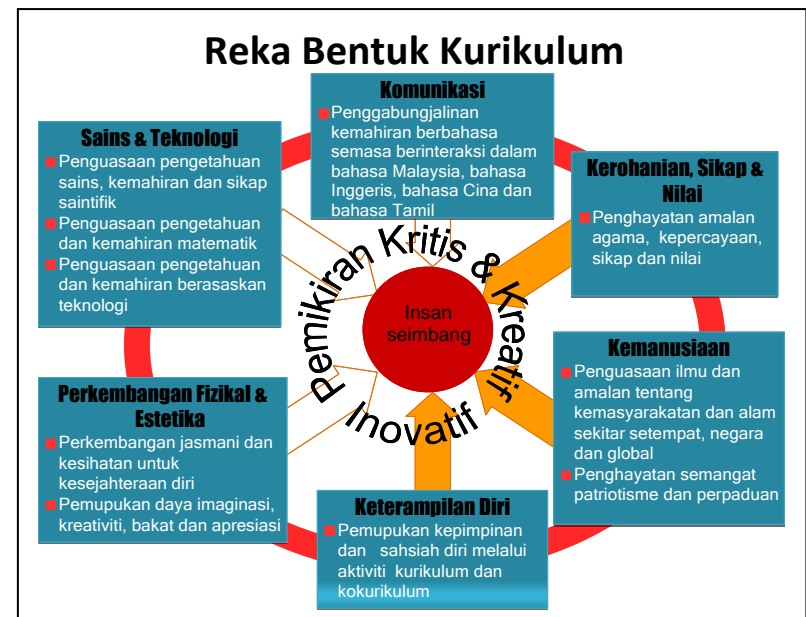 Reka Bentuk Kurikulum
Komunikasi
Penggabungjalinan
kemahiran berbahasa
semasa berinteraksi dalam
bahasa Malaysia, bahasa
Inggeris, bahasa Cina dan
bahasa Tamil
Sains & Teknologi
Penguasaan pengetahuan
sains, kemahiran dan sikap
saintifik
Penguasaan pengetahuan
dan kemahiran matematik
Penguasaan pengetahuan
dan kemahiran berasaskan
teknologi
Kerohanian, Sikap &
Nilai
Penghayatan amalan
agama, kepercayaan,
sikap dan nilai
Pemikiran Kritis & Kreatif
Inovatif
Insan
seimbang
Kemanusiaan
Penguasaan ilmu dan
amalan tentang
kemasyarakatan dan alam
sekitar setempat, negara
dan global
Penghayatan semangat
patriotisme dan perpaduan
Perkembangan Fizikal &
Estetika
Perkembangan jasmani dan
kesihatan untuk
kesejahteraan diri
Pemupukan daya imaginasi,
kreativiti, bakat dan apresiasi
Keterampilan Diri
Pemupukan kepimpinan
dan sahsiah diri melalui
aktiviti kurikulum dan
kokurikulum